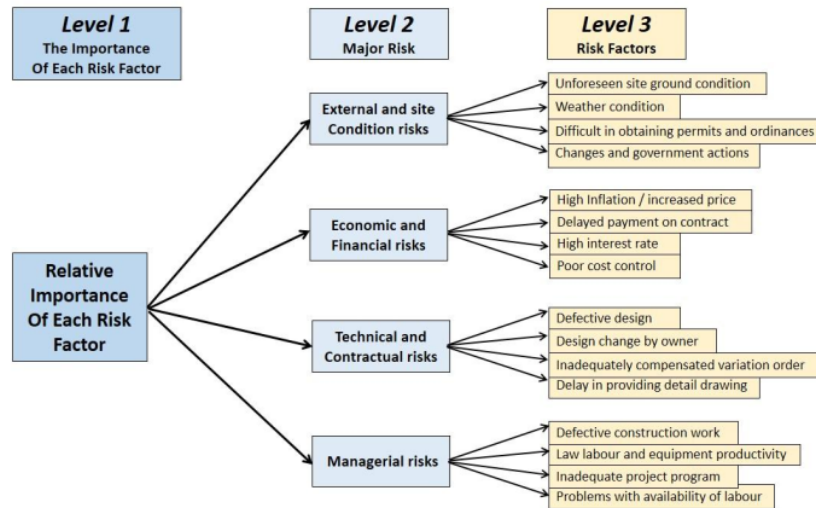 Level 1
The Importance
Of Each Risk Factor
Level 2
Major Risk
Level 3
Risk Factors
Relative
Importance
Of Each Risk
Factor
External and site
Condition risks
Unforeseen site ground condition
Weather condition
Difficult in obtaining permits and ordinances
Changes and government actions
Economic and
Financial risks
High Inflation / increased price
Delayed payment on contract
High interest rate
Poor cost control
Technical and
Contractual risks
Defective design
Design change by owner
Inadequately compensated variation order
Delay in providing detail drawing
Managerial risks
Defective construction work
Law labour and equipment productivity
Inadequate project program
Problems with availability of labour